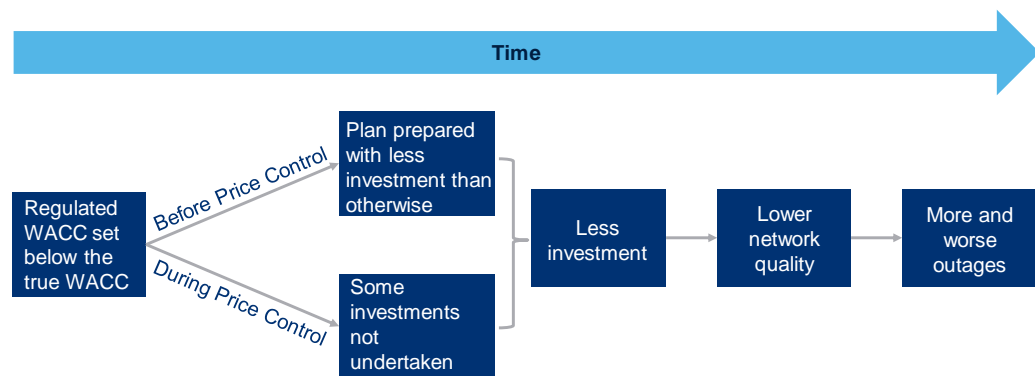 Time
Before Price Control
During Price Control
Regulated
WACC set
below the
true WACC
Plan prepared
with less
investment than
otherwise
Some
investments
not
undertaken
Less
investment
Lower
network
quality
More and
worse
outages